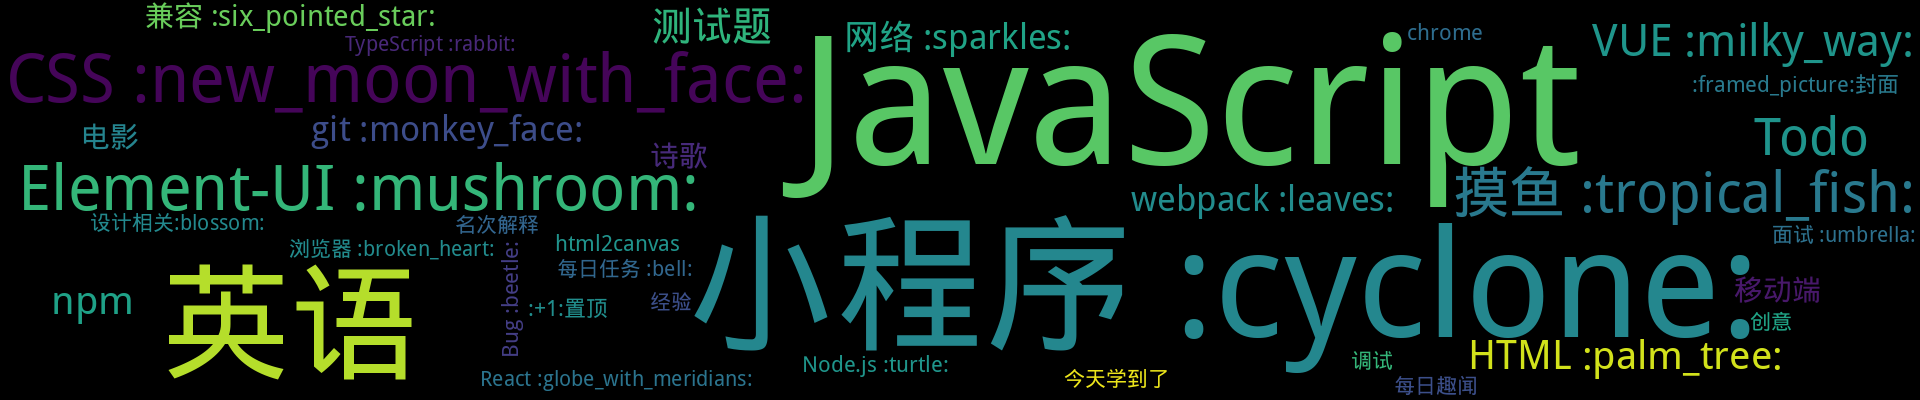 兼容 :six_pointed_star:
测试题
网络 :sparkles:
chrome
VUE :milky_way:
TypeScript :rabbit:
CSS :new_moon_with_face:
JavaScript
:framed_picture:封面
电影
git :monkey_face:
诗歌
Todo
Element-UI :mushroom:
webpack :leaves:
摸鱼 :tropical_fish:
设计相关:blossom:
名次解释
面试 :umbrella:
浏览器 :broken_heart:
html2canvas
小程序 :cyclone:
每日任务 :bell:
Bug :beetle:
npm
英语
:+1:置顶
经验
移动端
创意
Node.js :turtle:
调试
HTML :palm_tree:
React :globe_with_meridians:
今天学到了
每日趣闻